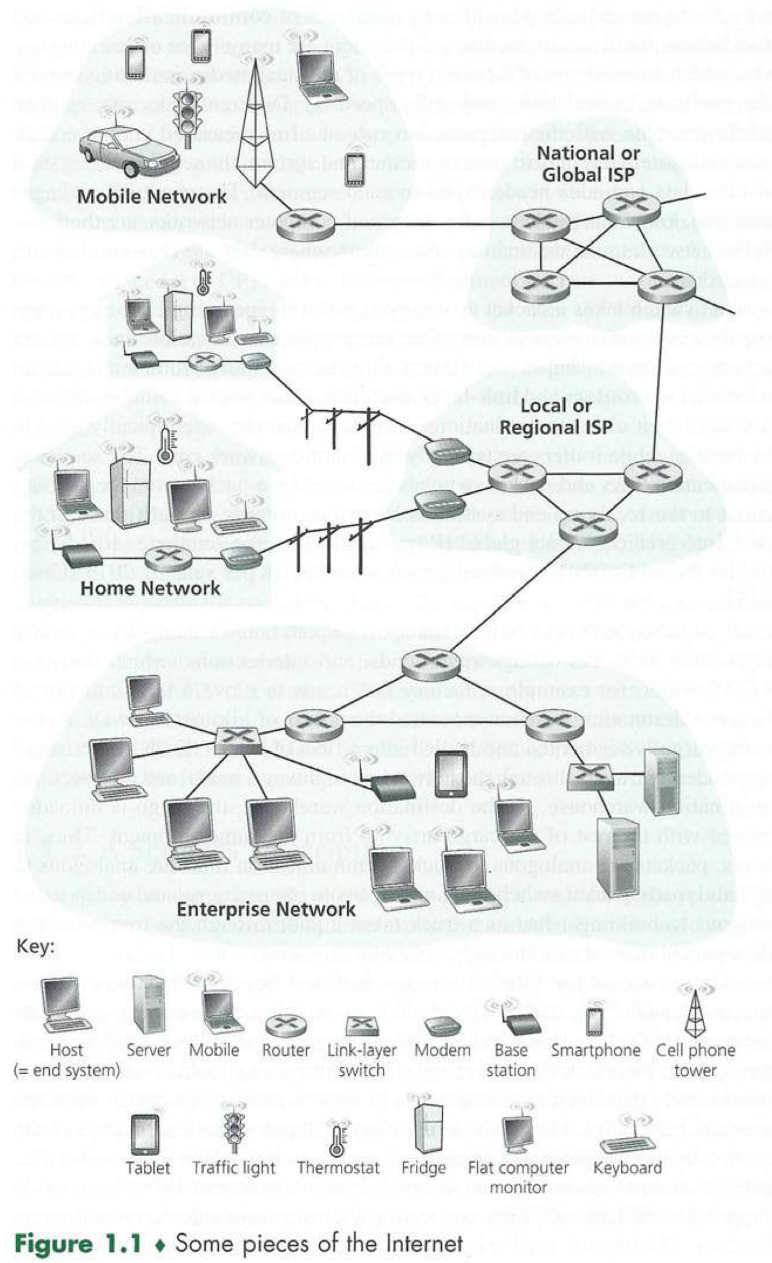 Mobile Network
National or
Global ISP
Local or
Regional ISP
Home Network
Enterprise Network
Key:
Host
(= end system)
Server
Mobile
Router
Link-layer
switch
Modem
Base
station
Smartphone
Cell phone
tower
Tablet
Traffic light
Thermostat
Fridge
Flat computer
monitor
Keyboard
Figure 1.1 ♦ Some pieces of the Internet